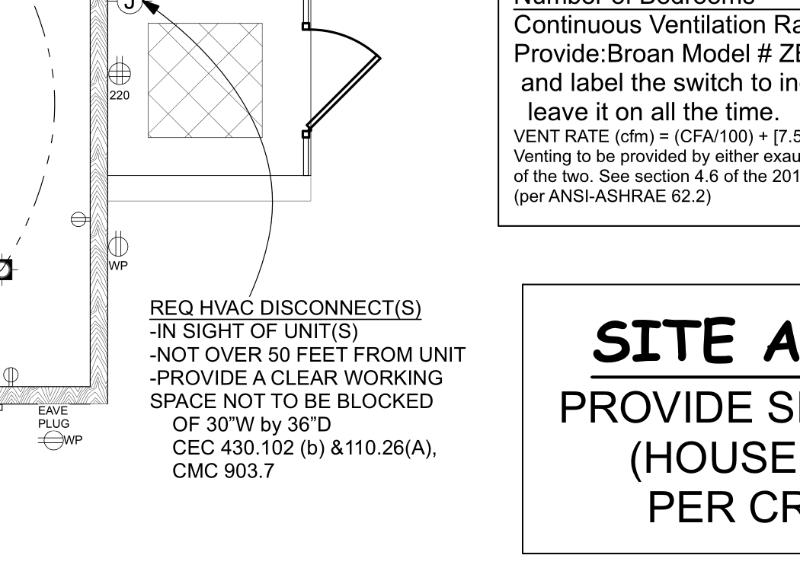 J
220
WP
REQ HVAC DISCONNECT(S)
-IN SIGHT OF UNIT(S)
-NOT OVER 50 FEET FROM UNIT
-PROVIDE A CLEAR WORKING
SPACE NOT TO BE BLOCKED
OF 30”W by 36”D
CEC 430.102 (b) &110.26(A),
CMC 903.7
EAVE
PLUG
WP
Number of Bedrooms
Continuous Ventilation Ra
Provide:Broan Model # ZB
and label the switch to in
leave it on all the time.
VENT RATE (cfm) = (CFA/100) + [7.5
Venting to be provided by either exau
of the two. See section 4.6 of the 201
(per ANSI-ASHRAE 62.2)
SITE A
PROVIDE S
(HOUSE
PER CR